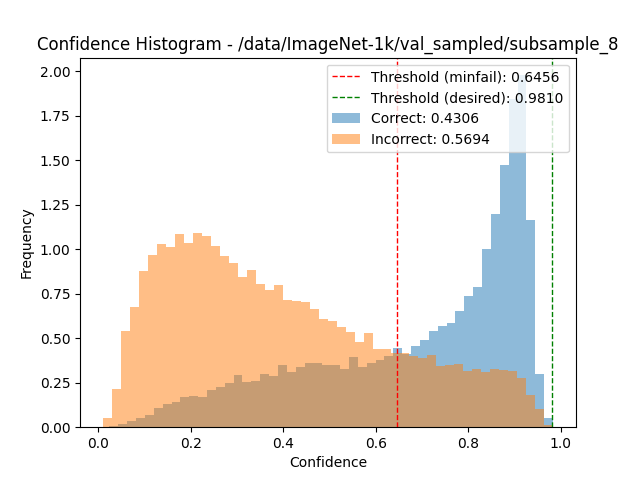 Confidence Histogram - /data/ImageNet-1k/val_sampled/subsample_8
2.00
1.75
1.50
1.25
1.00
0.75
0.50
0.25
0.00
Frequency
Threshold (minfail): 0.6456
Threshold (desired): 0.9810
Correct: 0.4306
Incorrect: 0.5694
0.0 0.2 0.4 0.6 0.8 1.0
Confidence